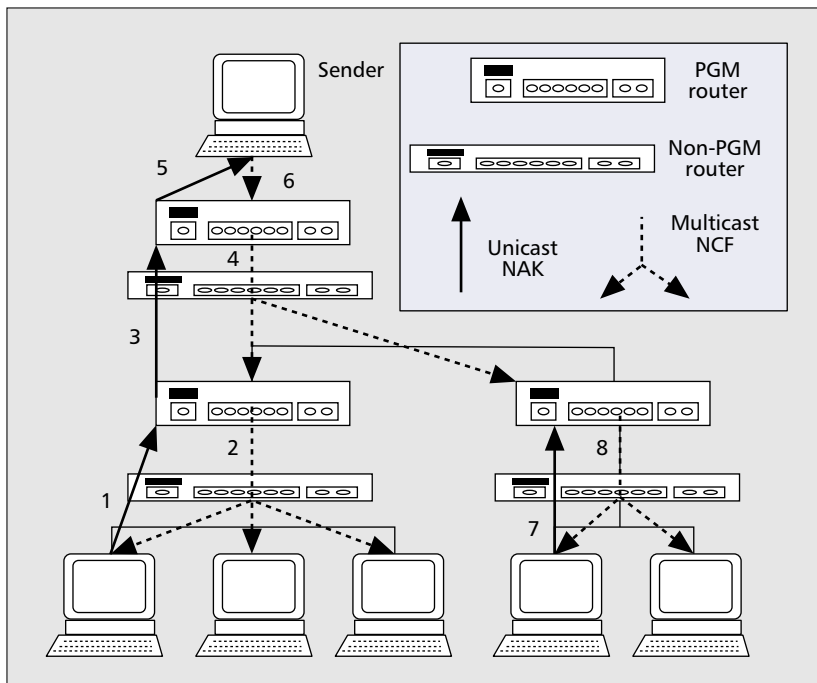 Sender
PGM
router
Non-PGM
router
Unicast
NAK
Multicast
NCF
5
6
4
3
2
8
1
7